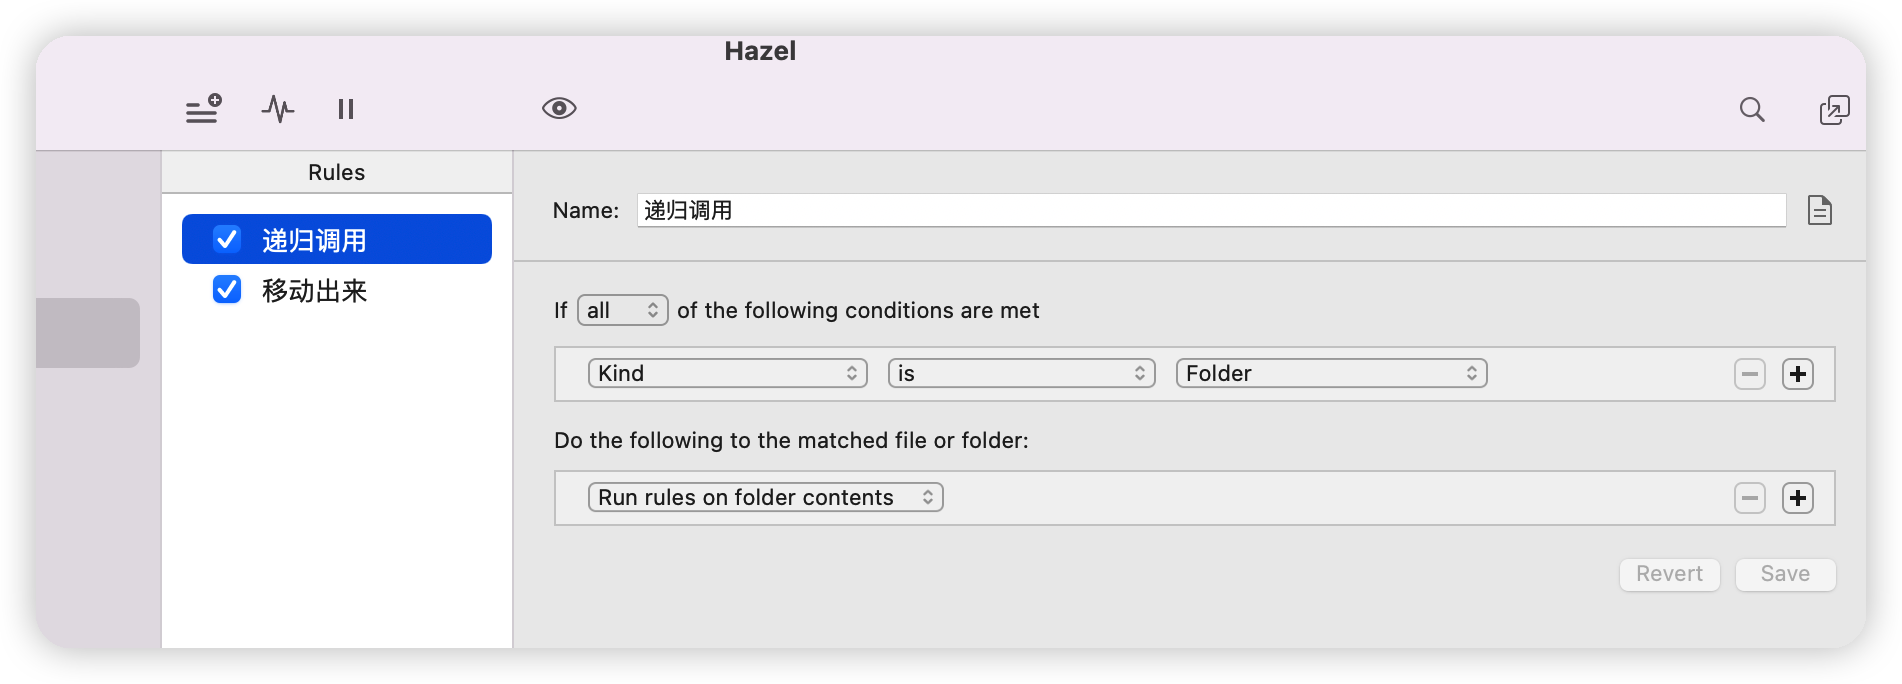 Hazel
Rules
递归调用
移动出来
Name: 递归调用
If all of the following conditions are met
Kind is Folder
Do the following to the matched file or folder:
Run rules on folder contents
Revert Save